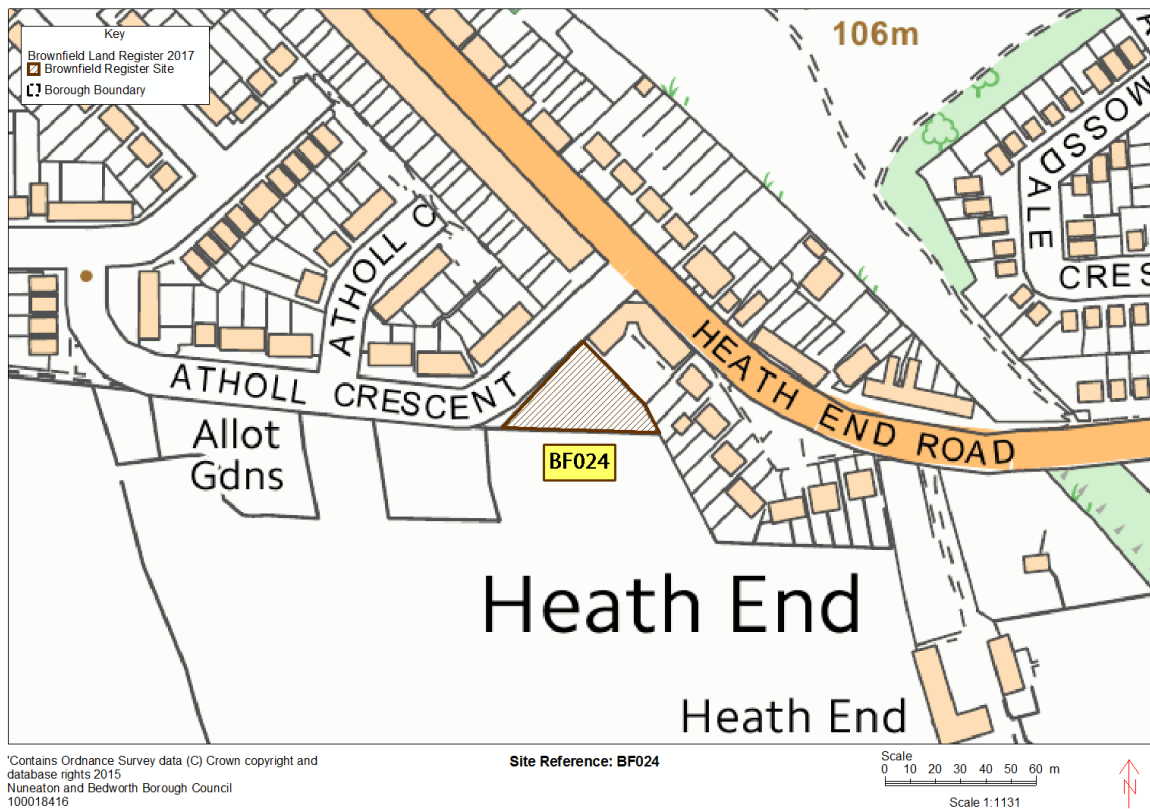 Key
Brownfield Land Register 2017
Brownfield Register Site
Borough Boundary
106m
MOSSDALE
CRES
ATHOLL C
ATHOLL CRESCENT
HEATH END ROAD
Allot
Gdns
BF024
Heath End
Heath End
'Contains Ordnance Survey data (C) Crown copyright and
database rights 2015
Nuneaton and Bedworth Borough Council
100018416
Site Reference: BF024
Scale
0 10 20 30 40 50 60 m
Scale 1:1131
N